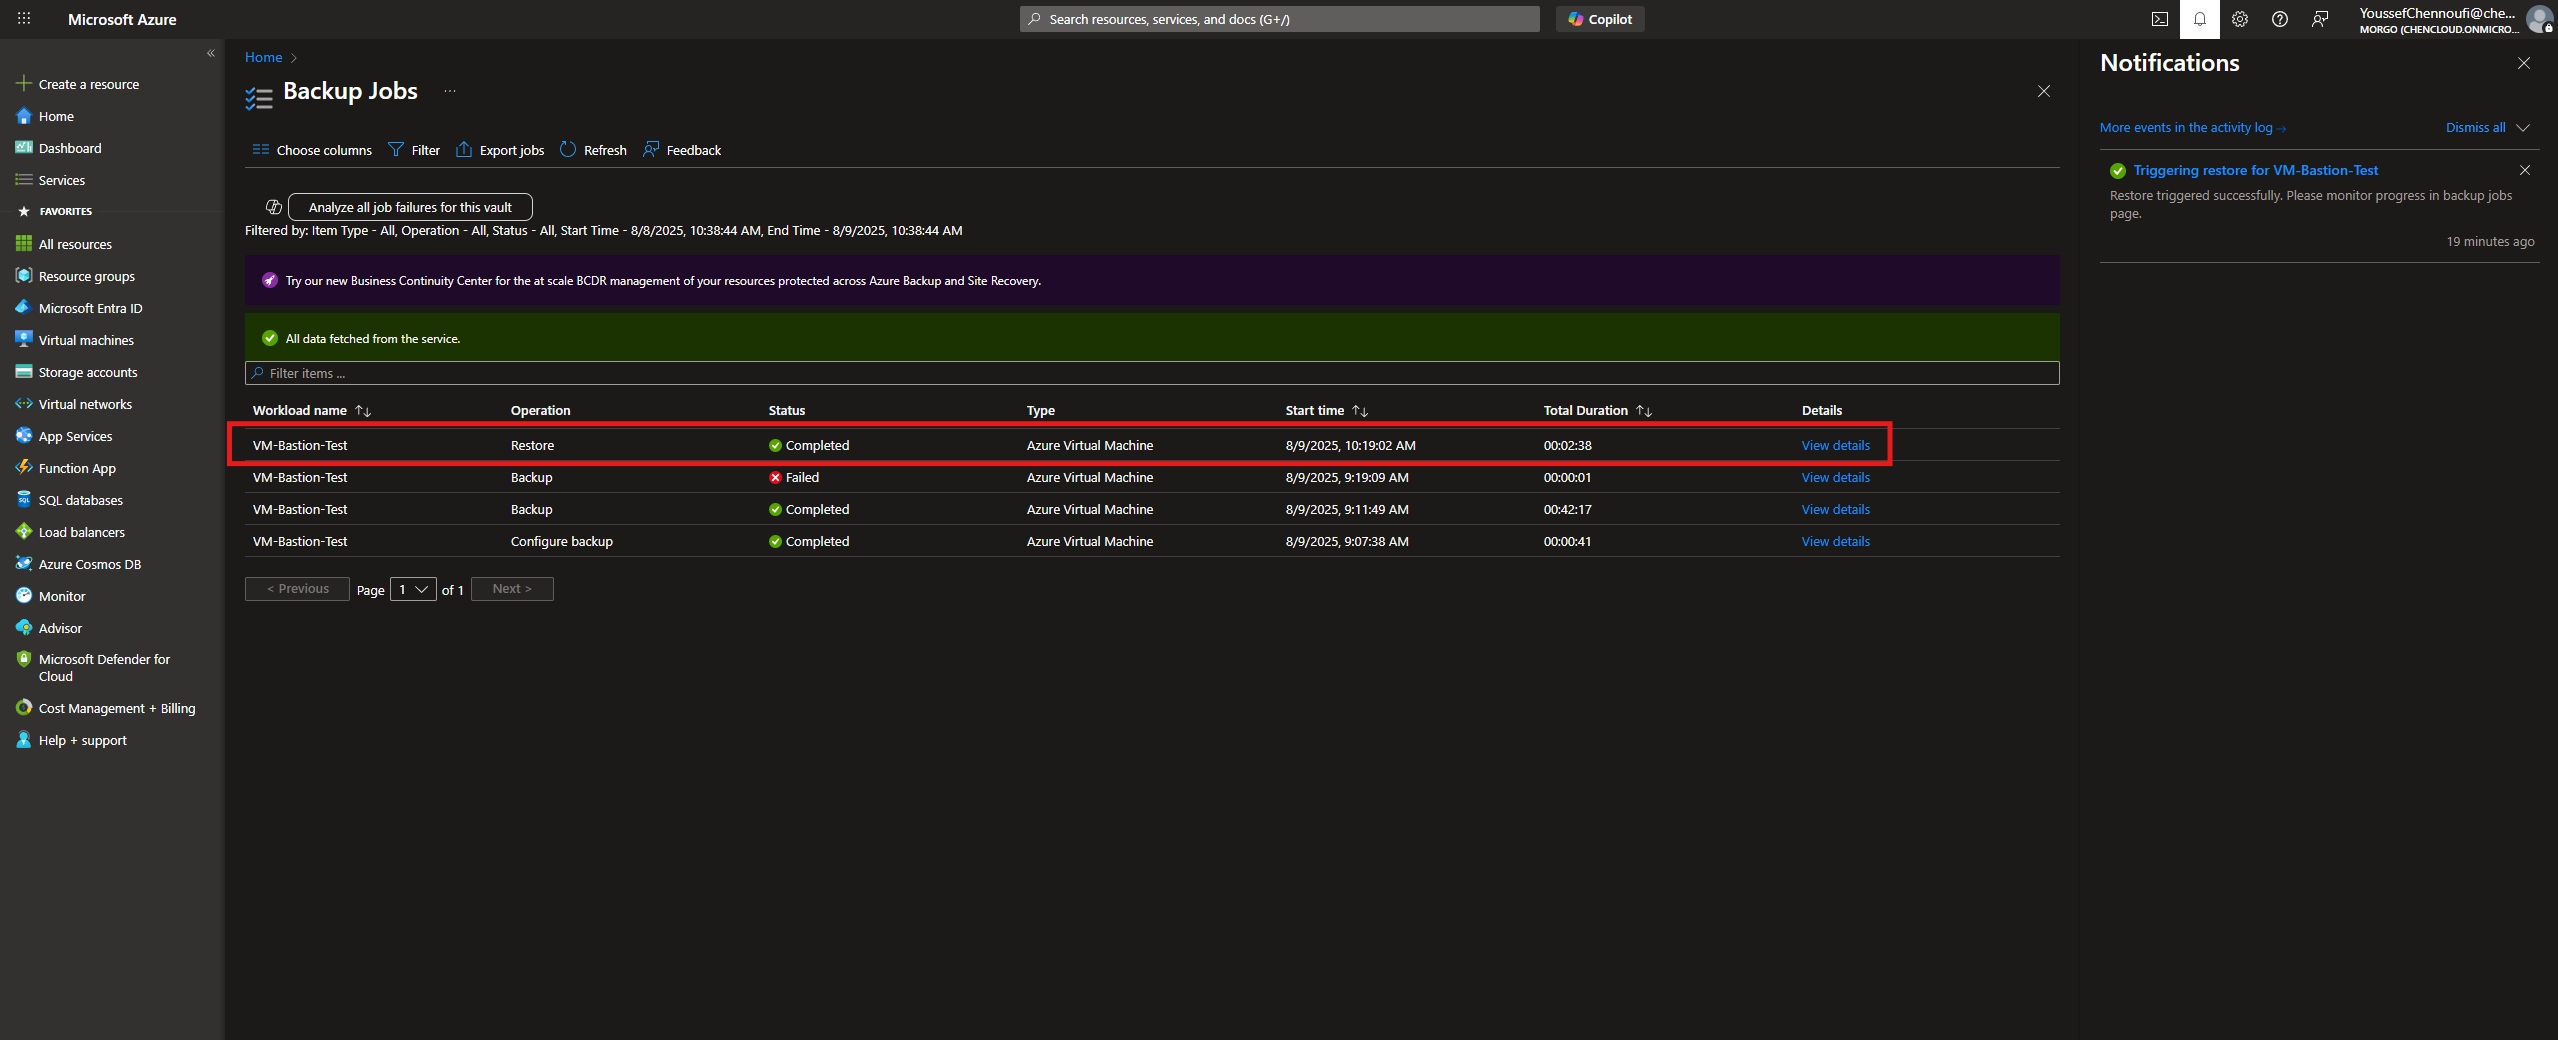 Microsoft Azure
Search resources, services, and docs (G+/)
Copilot
YoussefChennoufi@che...
MORGO (CHENCLOUD.ONMICRO...
Create a resource
Home
Dashboard
Services
FAVORITES
All resources
Resource groups
Microsoft Entra ID
Virtual machines
Storage accounts
Virtual networks
App Services
Function App
SQL databases
Load balancers
Azure Cosmos DB
Monitor
Advisor
Microsoft Defender for
Cloud
Cost Management + Billing
Help + support
Home >
Backup Jobs ...
Choose columns Filter Export jobs Refresh Feedback
Analyze all job failures for this vault
Filtered by: Item Type - All, Operation - All, Status - All, Start Time - 8/8/2025, 10:38:44 AM, End Time - 8/9/2025, 10:38:44 AM
Try our new Business Continuity Center for the at scale BCDR management of your resources protected across Azure Backup and Site Recovery.
All data fetched from the service.
Filter items ...
Workload name Operation Status Type Start time Total Duration Details
VM-Bastion-Test Restore Completed Azure Virtual Machine 8/9/2025, 10:19:02 AM 00:02:38 View details
VM-Bastion-Test Backup Failed Azure Virtual Machine 8/9/2025, 9:19:09 AM 00:00:01 View details
VM-Bastion-Test Backup Completed Azure Virtual Machine 8/9/2025, 9:11:49 AM 00:42:17 View details
VM-Bastion-Test Configure backup Completed Azure Virtual Machine 8/9/2025, 9:07:38 AM 00:00:41 View details
< Previous Page 1 of 1 Next >
Notifications
More events in the activity log → Dismiss all
Triggering restore for VM-Bastion-Test
Restore triggered successfully. Please monitor progress in backup jobs
page.
19 minutes ago